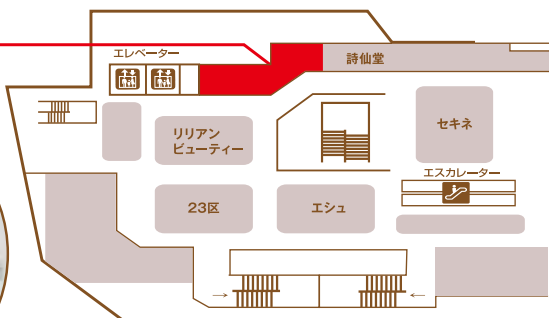 エレベーター
詩仙堂
リリアン
ビューティー
セキネ
エスカレーター
23区
エシュ